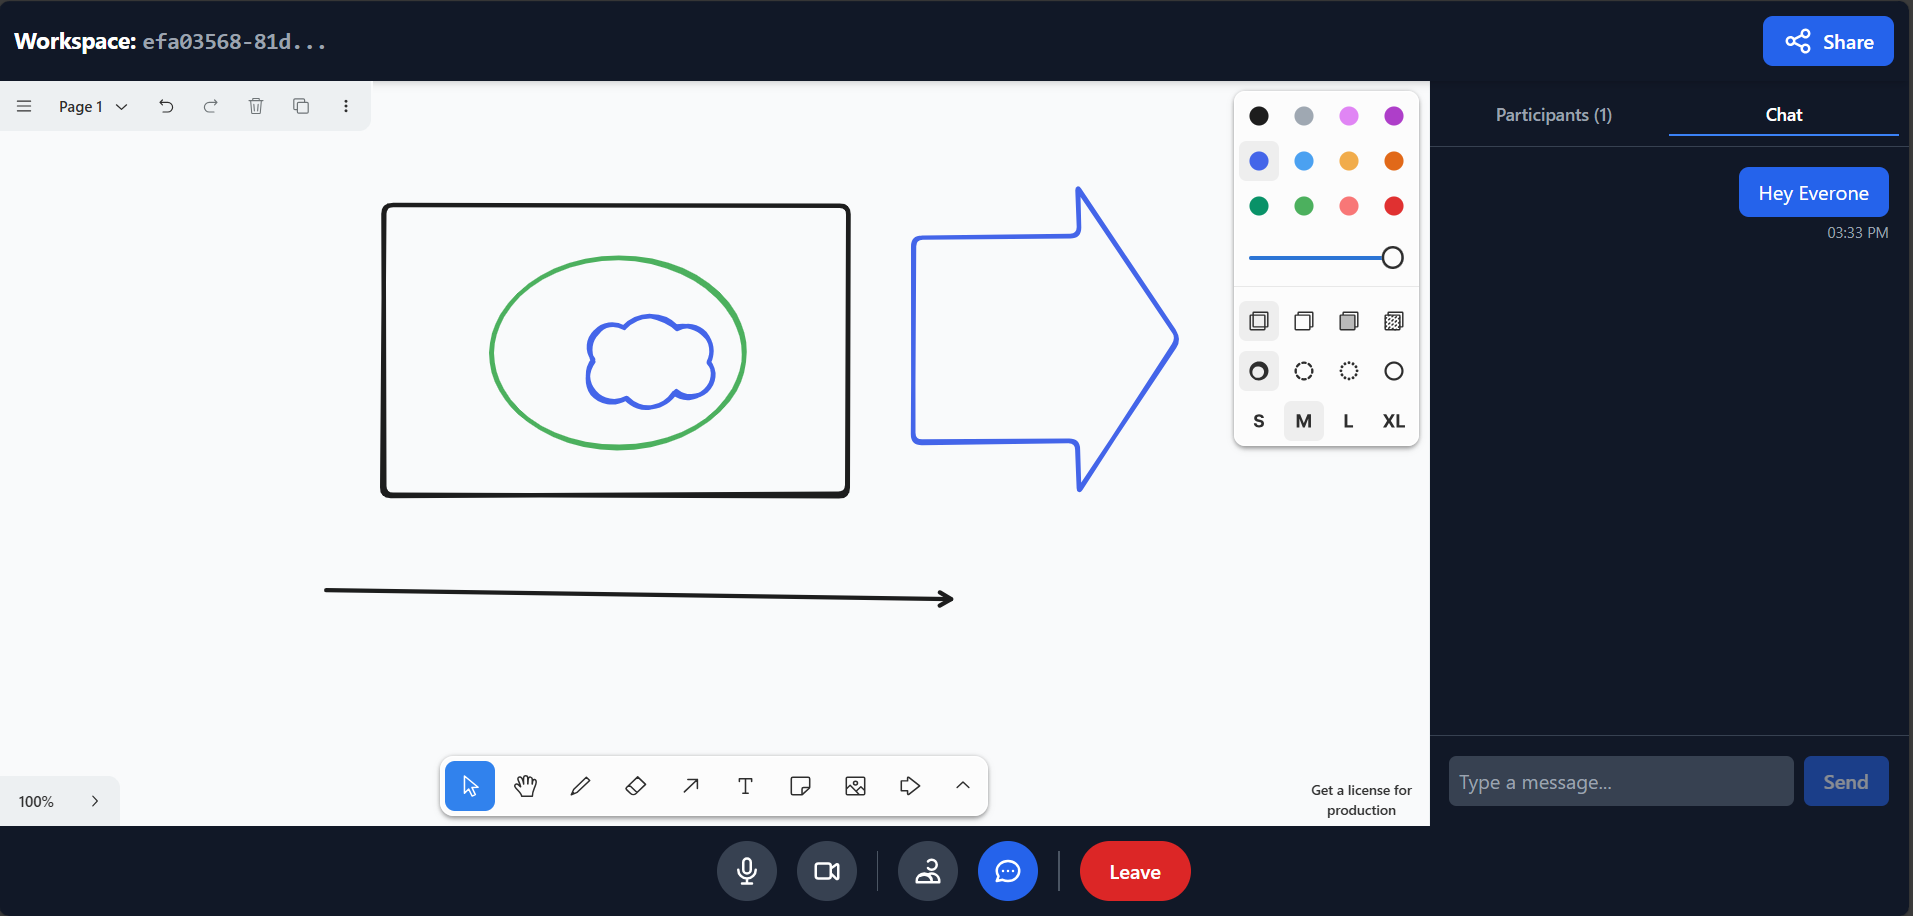 Workspace: efa03568-81d...
Share
Page 1
Participants (1)
Chat
Hey Everone
03:33 PM
S M L XL
100%
T
Get a license for
production
Type a message...
Send
Leave